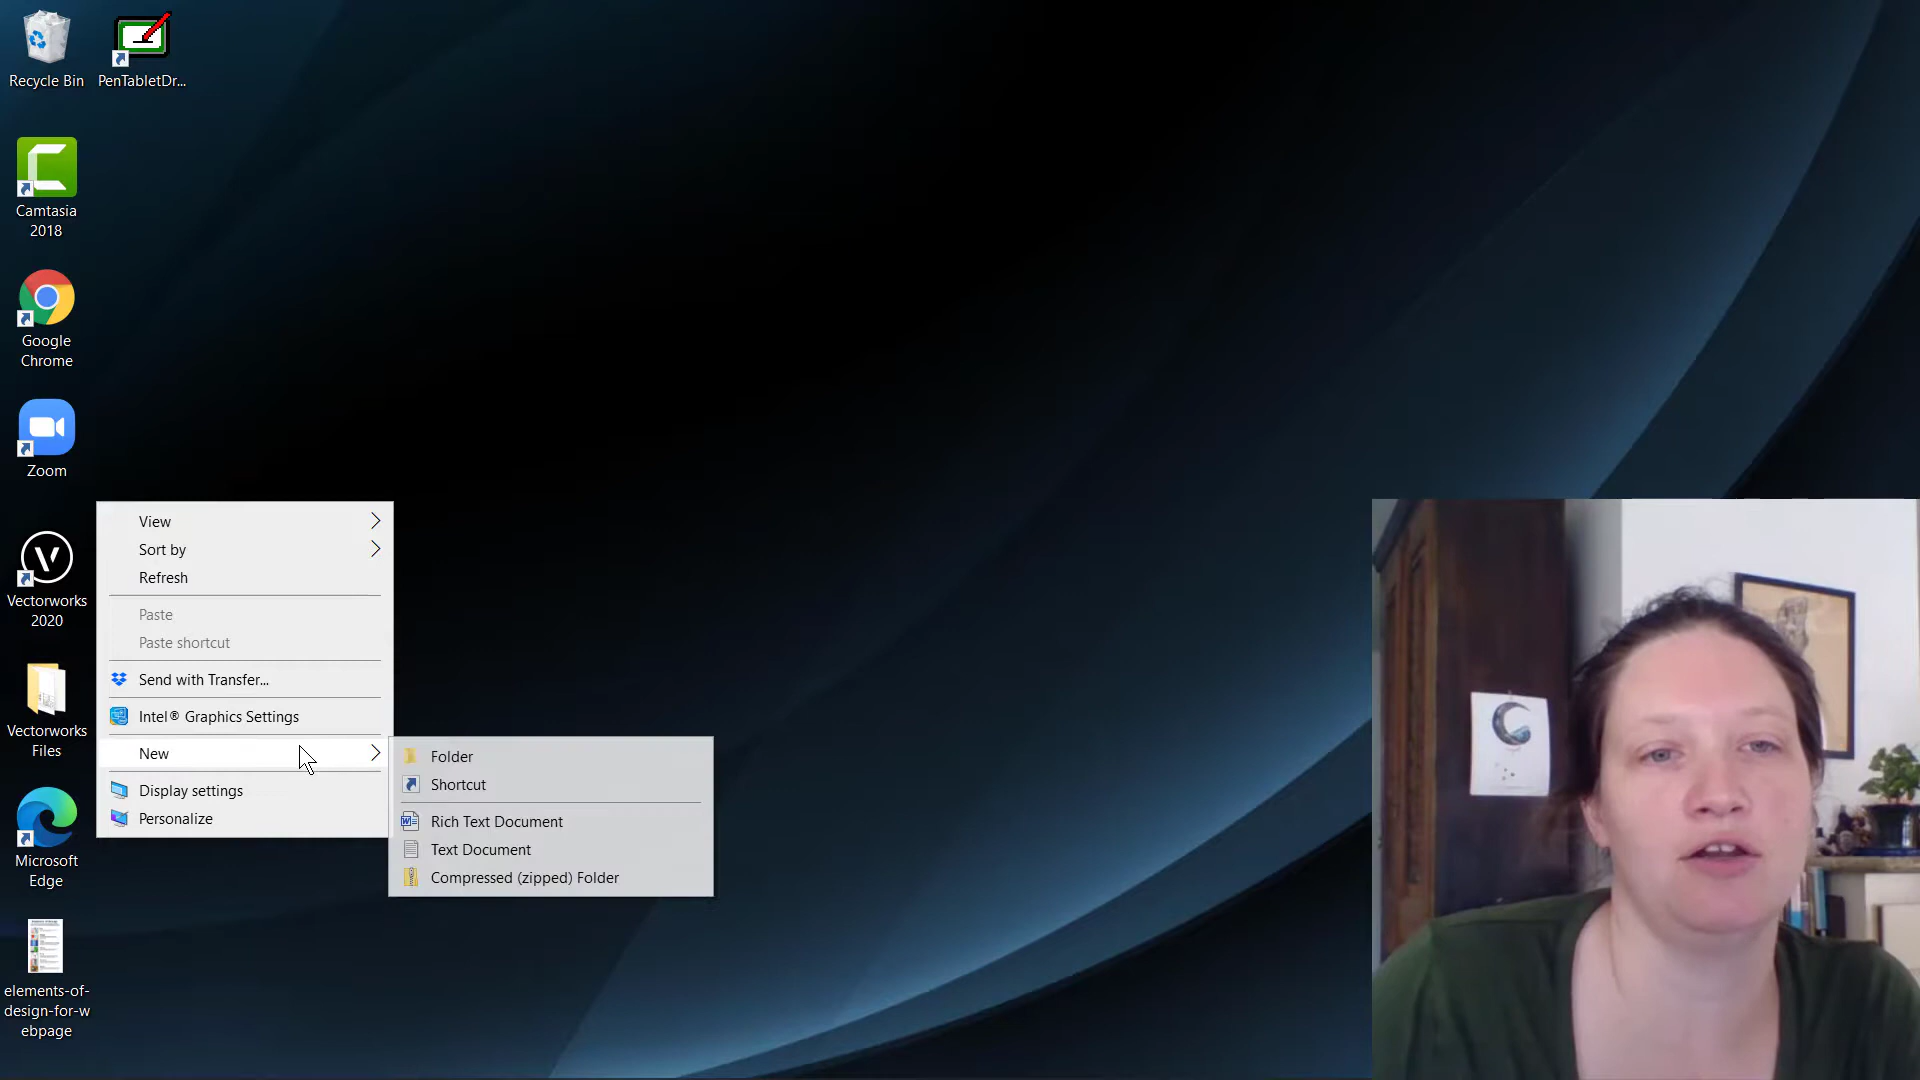 Recycle Bin
PenTabletDr...
Camtasia
2018
Google
Chrome
Zoom
Vectorworks
2020
Vectorworks
Files
Microsoft
Edge
elements-of-
design-for-w
ebpage
View
Sort by
Refresh
Paste
Paste shortcut
Send with Transfer...
Intel® Graphics Settings
New
Display settings
Personalize
Folder
Shortcut
Rich Text Document
Text Document
Compressed (zipped) Folder